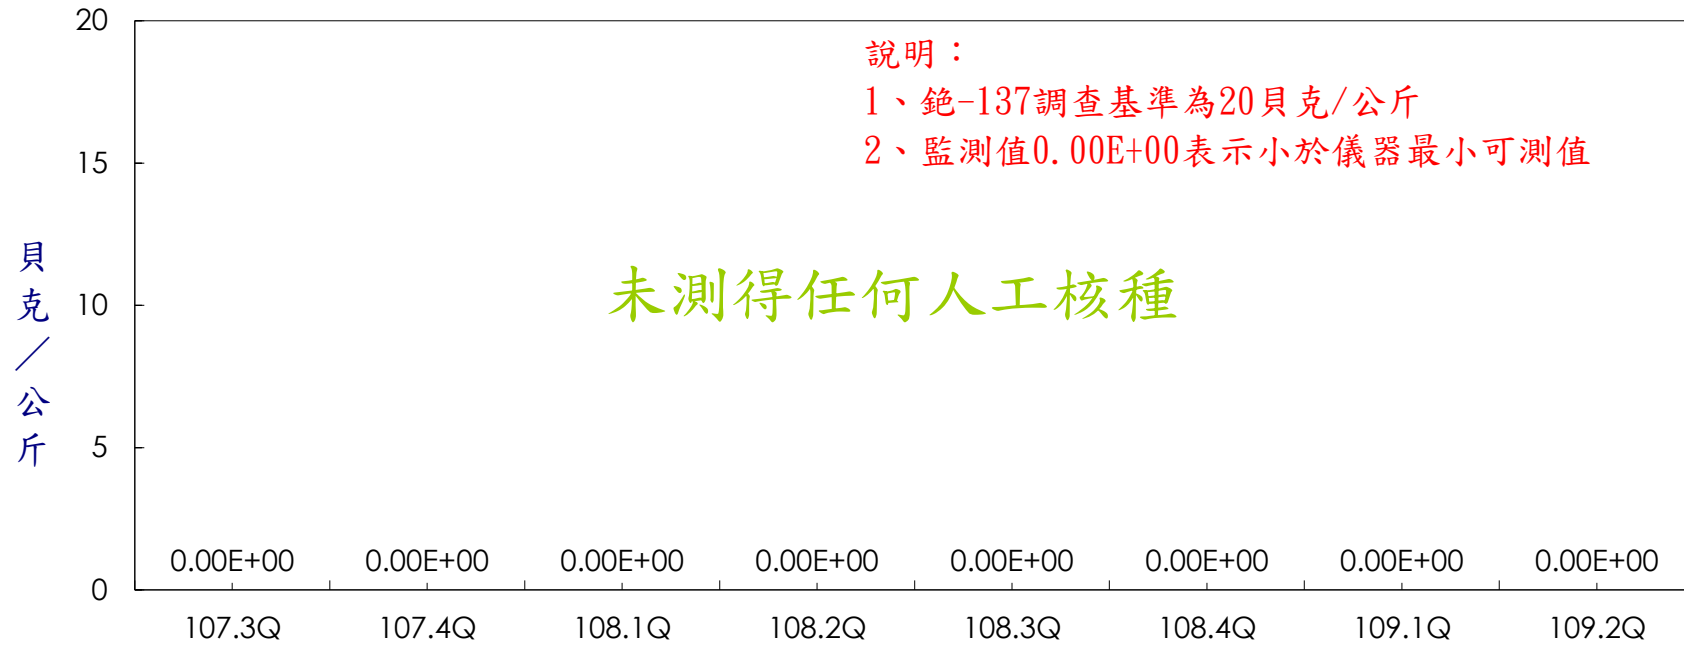 20
說明：
1、銫-137調查基準為20貝克/公斤
2、監測值0.00E+00表示小於儀器最小可測值
15
貝克／公斤
未測得任何人工核種
10
5
0.00E+00 0.00E+00 0.00E+00 0.00E+00 0.00E+00 0.00E+00 0.00E+00 0.00E+00
0
107.3Q 107.4Q 108.1Q 108.2Q 108.3Q 108.4Q 109.1Q 109.2Q